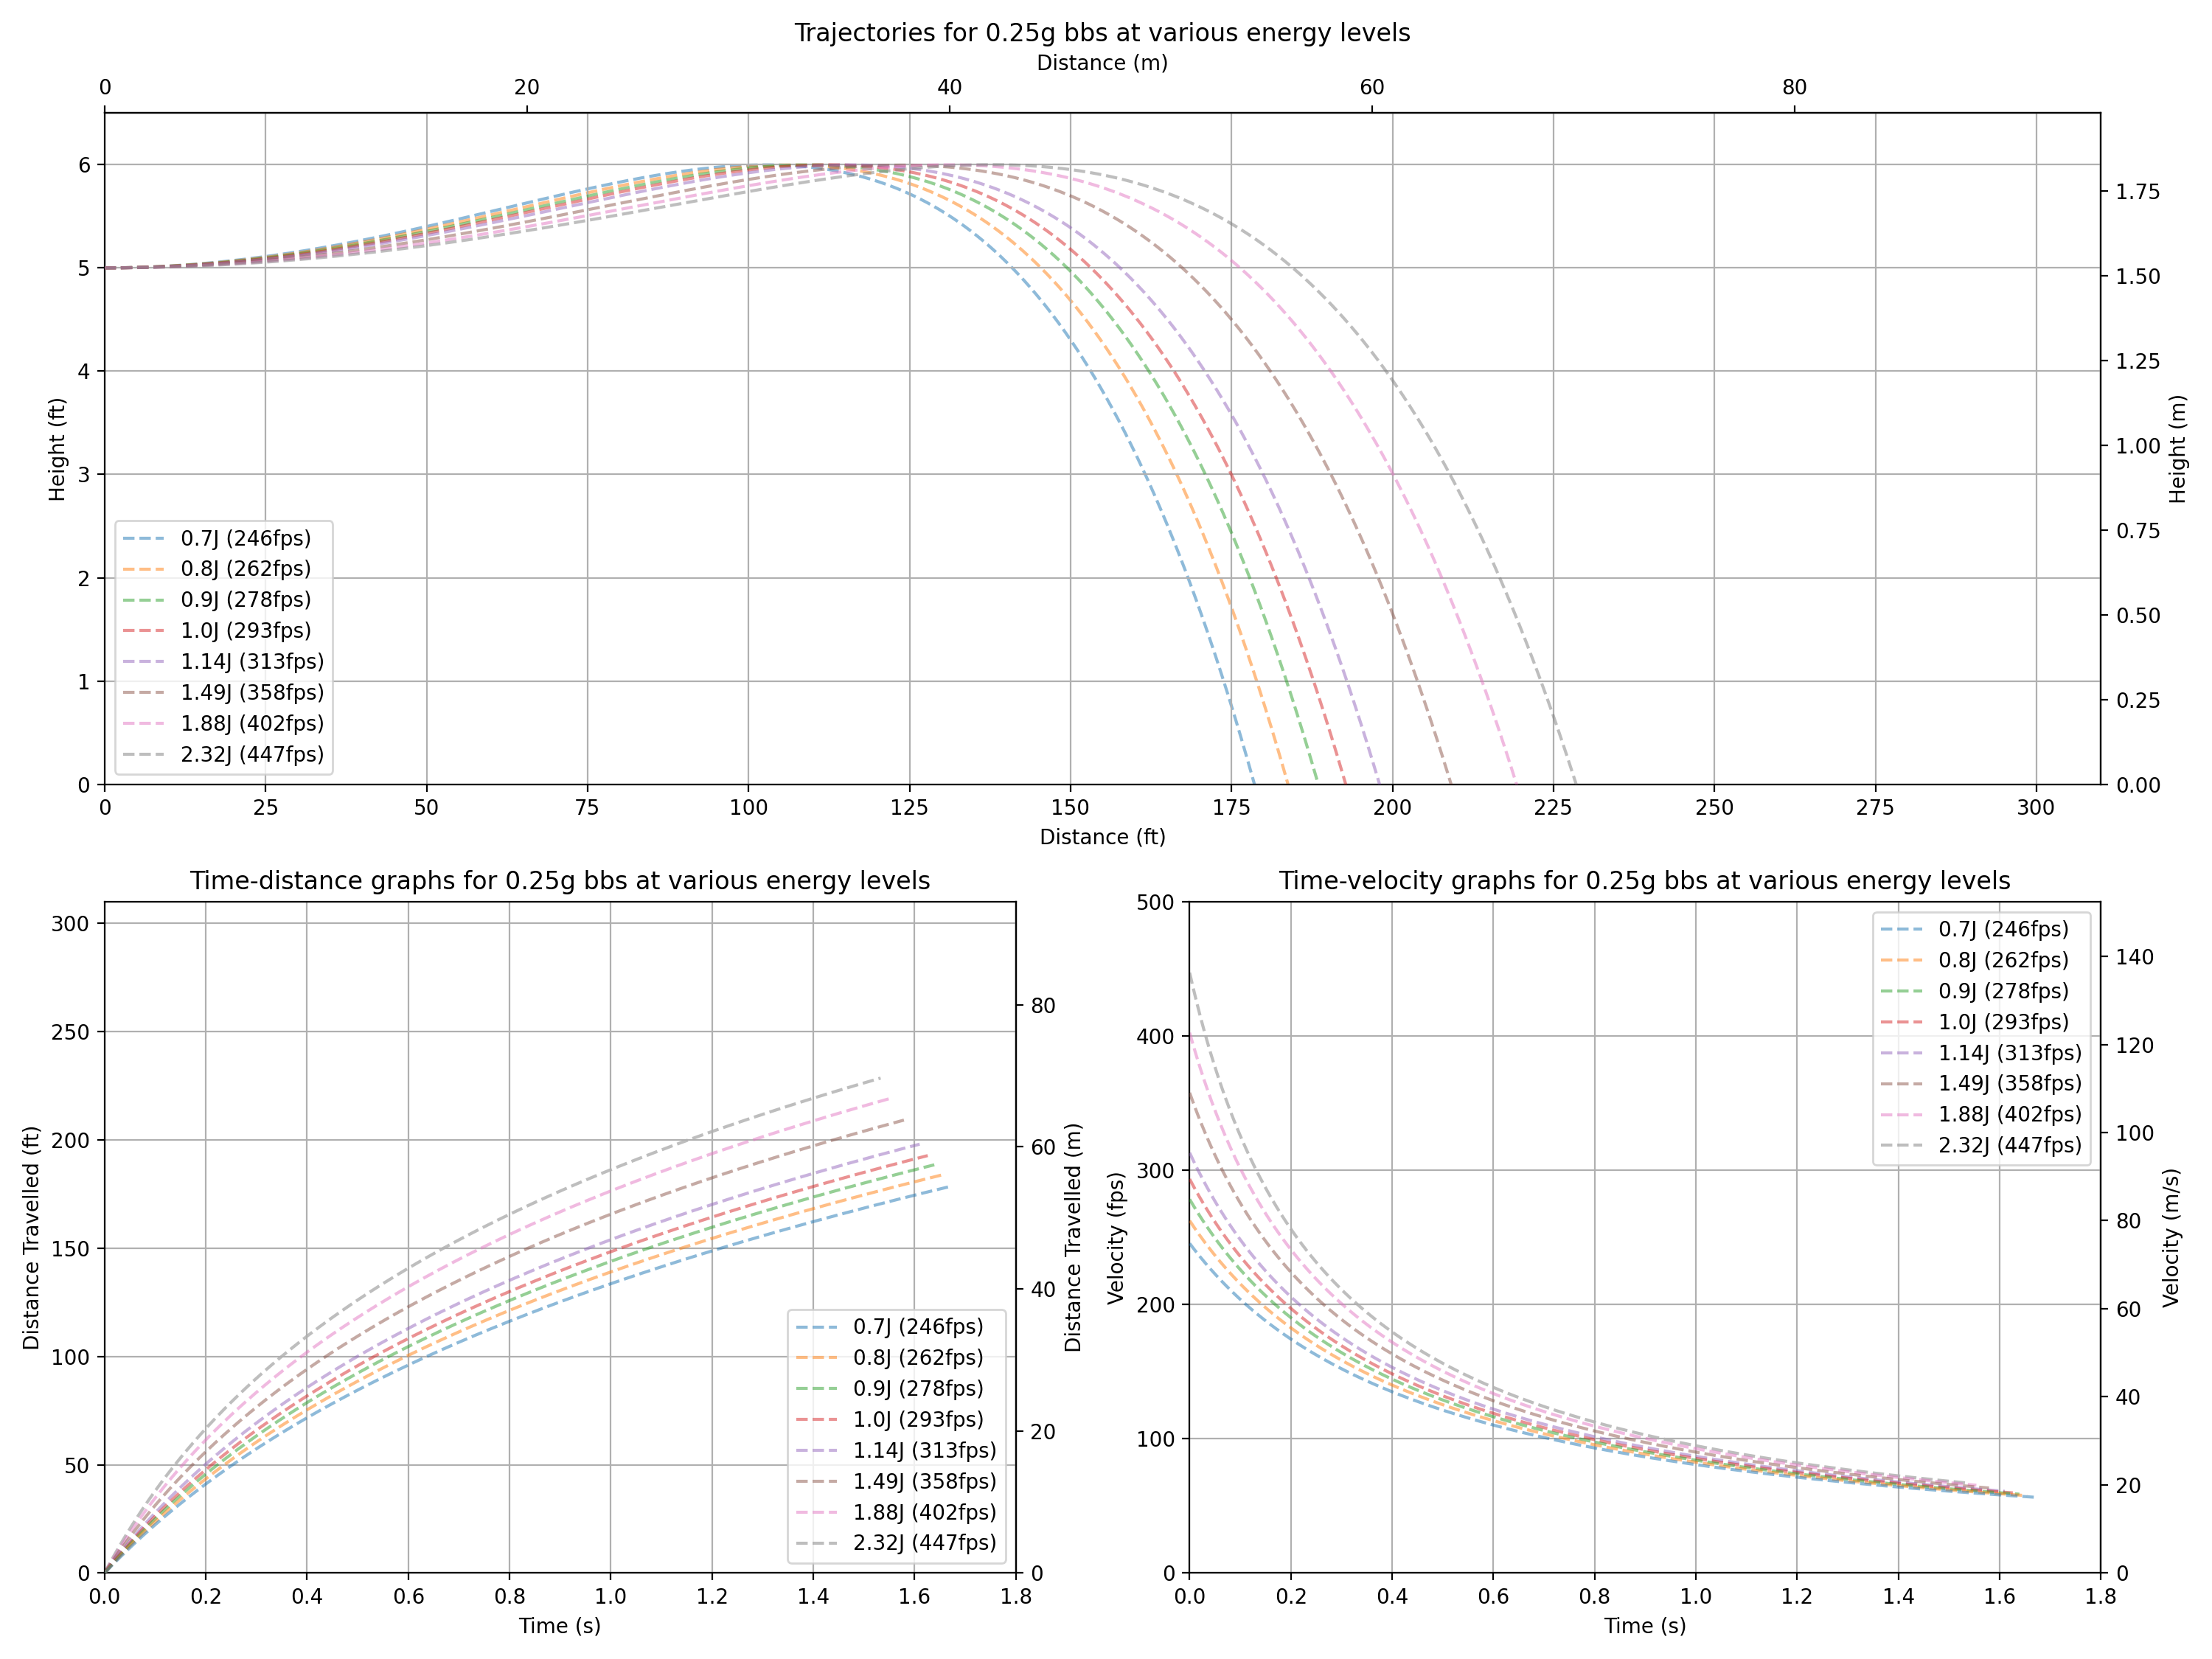 Trajectories for 0.25g bbs at various energy levels
Distance (m)
0 20 40 60 80
Height (ft)
6
5
4
3
2
1
0
Height (m)
1.75
1.50
1.25
1.00
0.75
0.50
0.25
0.00
0.7J (246fps)
0.8J (262fps)
0.9J (278fps)
1.0J (293fps)
1.14J (313fps)
1.49J (358fps)
1.88J (402fps)
2.32J (447fps)
0 25 50 75 100 125 150 175 200 225 250 275 300
Distance (ft)
Time-distance graphs for 0.25g bbs at various energy levels
Distance Travelled (ft)
300
250
200
150
100
50
0
Distance Travelled (m)
80
60
40
20
0
0.7J (246fps)
0.8J (262fps)
0.9J (278fps)
1.0J (293fps)
1.14J (313fps)
1.49J (358fps)
1.88J (402fps)
2.32J (447fps)
0.0 0.2 0.4 0.6 0.8 1.0 1.2 1.4 1.6 1.8
Time (s)
Time-velocity graphs for 0.25g bbs at various energy levels
Velocity (fps)
500
400
300
200
100
0
Velocity (m/s)
140
120
100
80
60
40
20
0
0.7J (246fps)
0.8J (262fps)
0.9J (278fps)
1.0J (293fps)
1.14J (313fps)
1.49J (358fps)
1.88J (402fps)
2.32J (447fps)
0.0 0.2 0.4 0.6 0.8 1.0 1.2 1.4 1.6 1.8
Time (s)